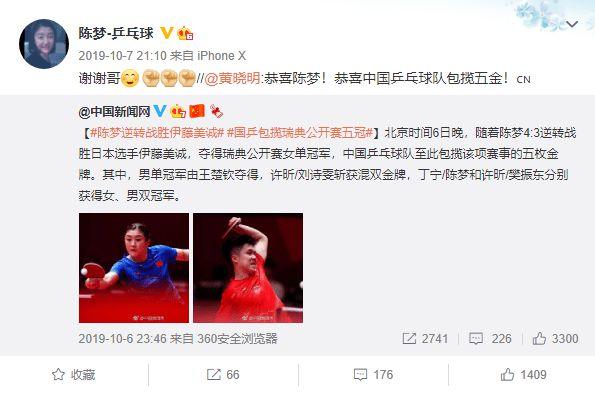 陈梦-乒乓球
2019-10-7 21:10 来自 iPhone X
谢谢哥//@黄晓明:恭喜陈梦！恭喜中国乒乓球队包揽五金！CN
@中国新闻网
【#陈梦逆转战胜伊藤美诚# #国乒包揽瑞典公开赛五冠#】北京时间6日晚，随着陈梦4:3逆转战
胜日本选手伊藤美诚，夺得瑞典公开赛女单冠军，中国乒乓球队至此包揽该项赛事的五枚金
牌。其中，男单冠军由王楚钦夺得，许昕/刘诗雯斩获混双金牌，丁宁/陈梦和许昕/樊振东分别
获得女、男双冠军。
2019-10-6 23:46 来自 360安全浏览器 2741 226 3300
收藏 66 176 1409